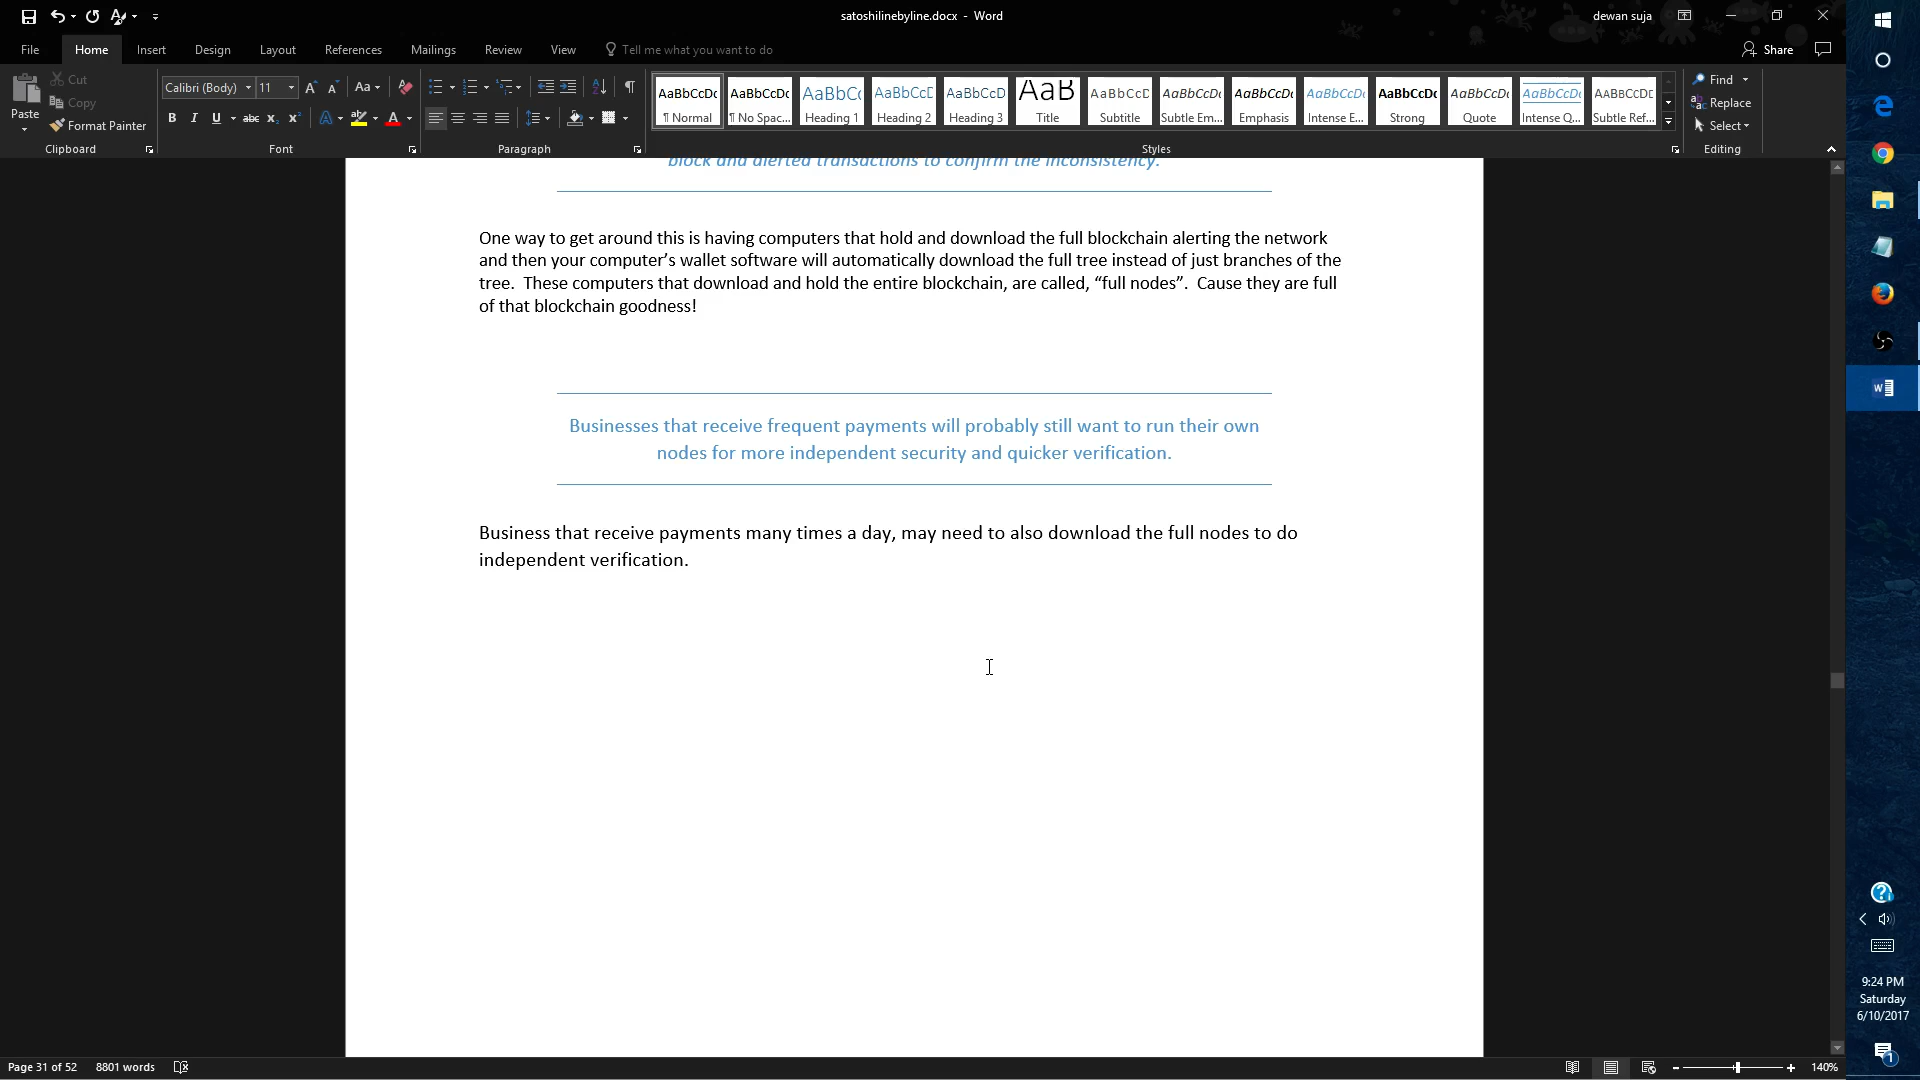 satoshilinebyline.docx - Word
dewan suja
File
Home
Insert
Design
Layout
References
Mailings
Review
View
Tell me what you want to do
Share
Paste
Cut
Copy
Format Painter
Clipboard
Calibri (Body)
11
Aa
B I U abc x₂ x²
A
A
Font
Paragraph
AaBbCcDc
¶ Normal
AaBbCcDc
¶ No Spac...
AaBbCc
Heading 1
AaBbCcD
Heading 2
AaBbCcD
Heading 3
AaB
Title
AaBbCcD
Subtitle
AaBbCcDc
Subtle Em...
AaBbCcDc
Emphasis
AaBbCcDc
Intense E...
AaBbCcDc
Strong
AaBbCcDc
Quote
AaBbCcDc
Intense Q...
AABBCCDE
Subtle Ref...
Styles
Find
Replace
Select
Editing
block and alerted transactions to confirm the inconsistency.
One way to get around this is having computers that hold and download the full blockchain alerting the network
and then your computer’s wallet software will automatically download the full tree instead of just branches of the
tree.  These computers that download and hold the entire blockchain, are called, “full nodes”.  Cause they are full
of that blockchain goodness!
Businesses that receive frequent payments will probably still want to run their own
nodes for more independent security and quicker verification.
Business that receive payments many times a day, may need to also download the full nodes to do
independent verification.
9:24 PM
Saturday
6/10/2017
1
Page 31 of 52
8801 words
140%